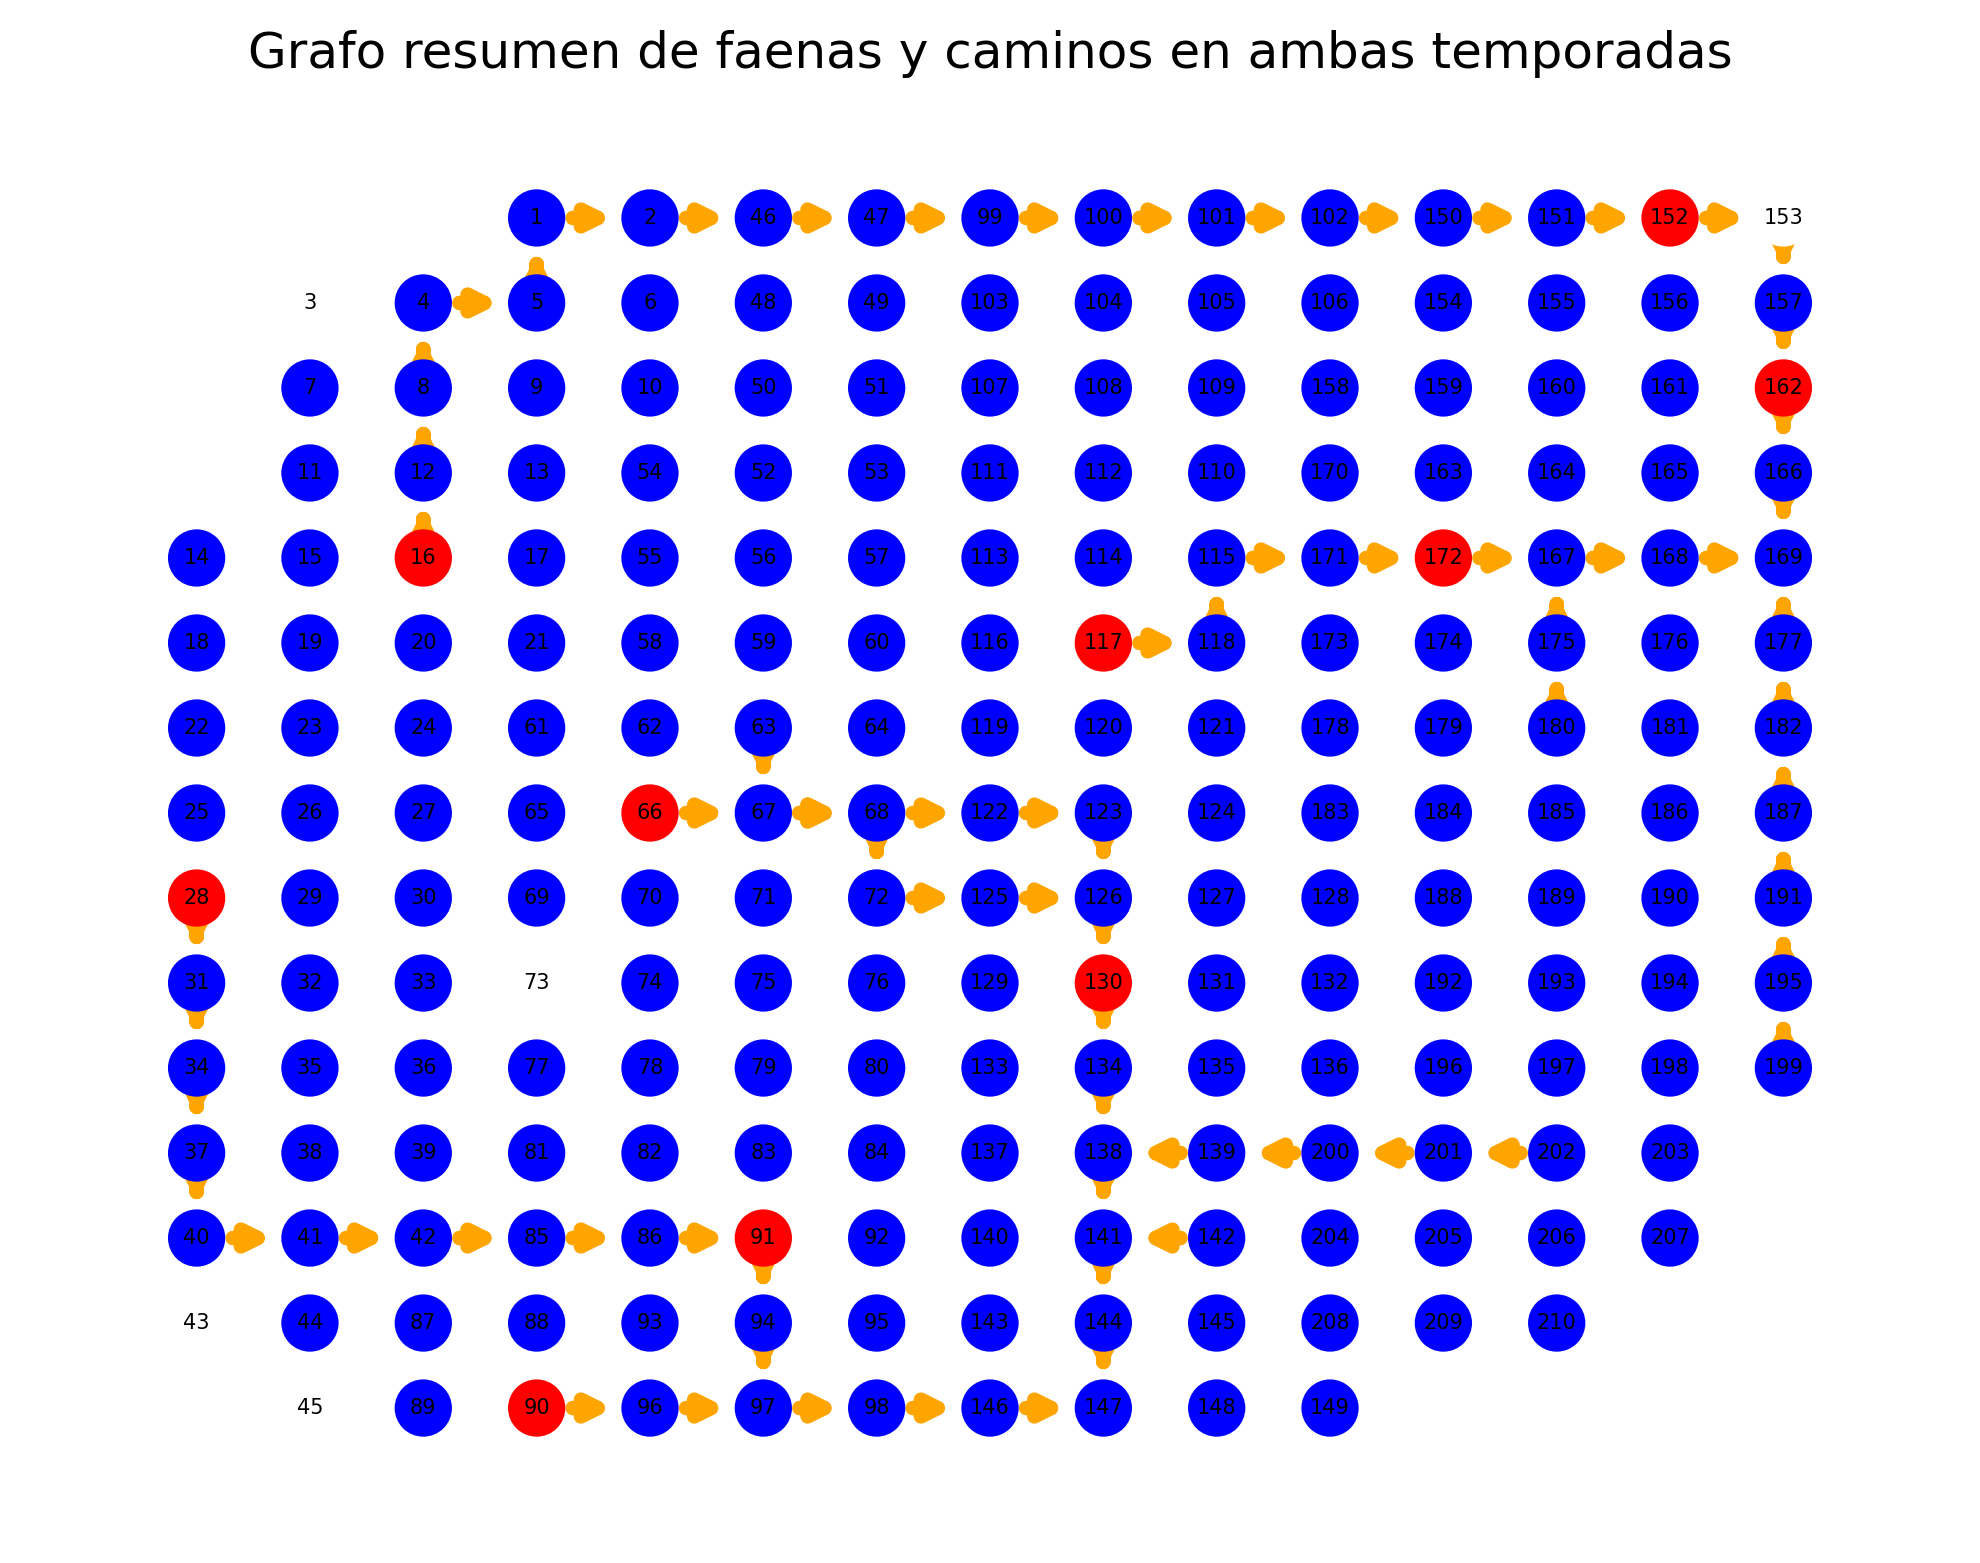 Grafo resumen de faenas y caminos en ambas temporadas
1 2 46 47 99 100 101 102 150 151 152 153
3 4 5 6 48 49 103 104 105 106 154 155 156 157
7 8 9 10 50 51 107 108 109 158 159 160 161 162
11 12 13 54 52 53 111 112 110 170 163 164 165 166
14 15 16 17 55 56 57 113 114 115 171 172 167 168 169
18 19 20 21 58 59 60 116 117 118 173 174 175 176 177
22 23 24 61 62 63 64 119 120 121 178 179 180 181 182
25 26 27 65 66 67 68 122 123 124 183 184 185 186 187
28 29 30 69 70 71 72 125 126 127 128 188 189 190 191
31 32 33 73 74 75 76 129 130 131 132 192 193 194 195
34 35 36 77 78 79 80 133 134 135 136 196 197 198 199
37 38 39 81 82 83 84 137 138 139 200 201 202 203
40 41 42 85 86 91 92 140 141 142 204 205 206 207
43 44 87 88 93 94 95 143 144 145 208 209 210
45 89 90 96 97 98 146 147 148 149